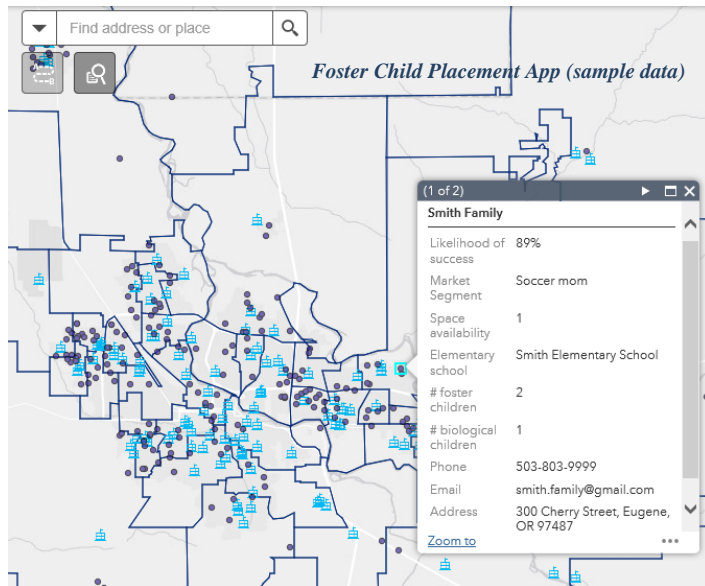 Find address or place
Foster Child Placement App (sample data)
(1 of 2)
Smith Family
Likelihood of success 89%
Market Segment Soccer mom
Space availability 1
Elementary school Smith Elementary School
# foster children 2
# biological children 1
Phone 503-803-9999
Email smith.family@gmail.com
Address 300 Cherry Street, Eugene,
OR 97487
Zoom to